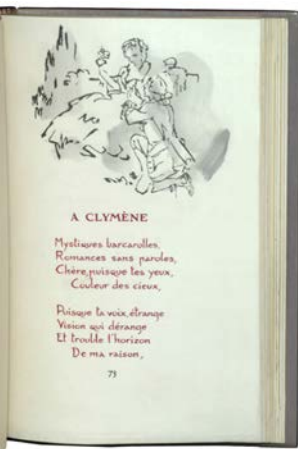 A CLYMÈNE
Mystiques barcarolles,
Romances sans paroles,
Chère, puisque tes yeux,
Couleur des cieux,
Puisque ta voix, étrange
Vision qui dérange
Et trouble l'horizon
De ma raison,
73